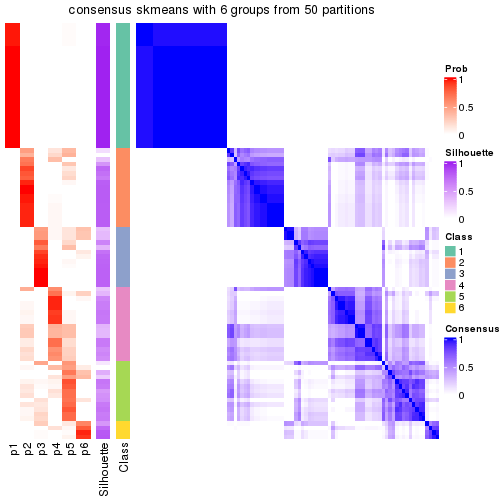 consensus skmeans with 6 groups from 50 partitions
Prob
1
0.5
0
Silhouette
1
0.5
0
Class
1
2
3
4
5
6
Consensus
1
0.5
0
p1
p2
p3
p4
p5
p6
Silhouette
Class